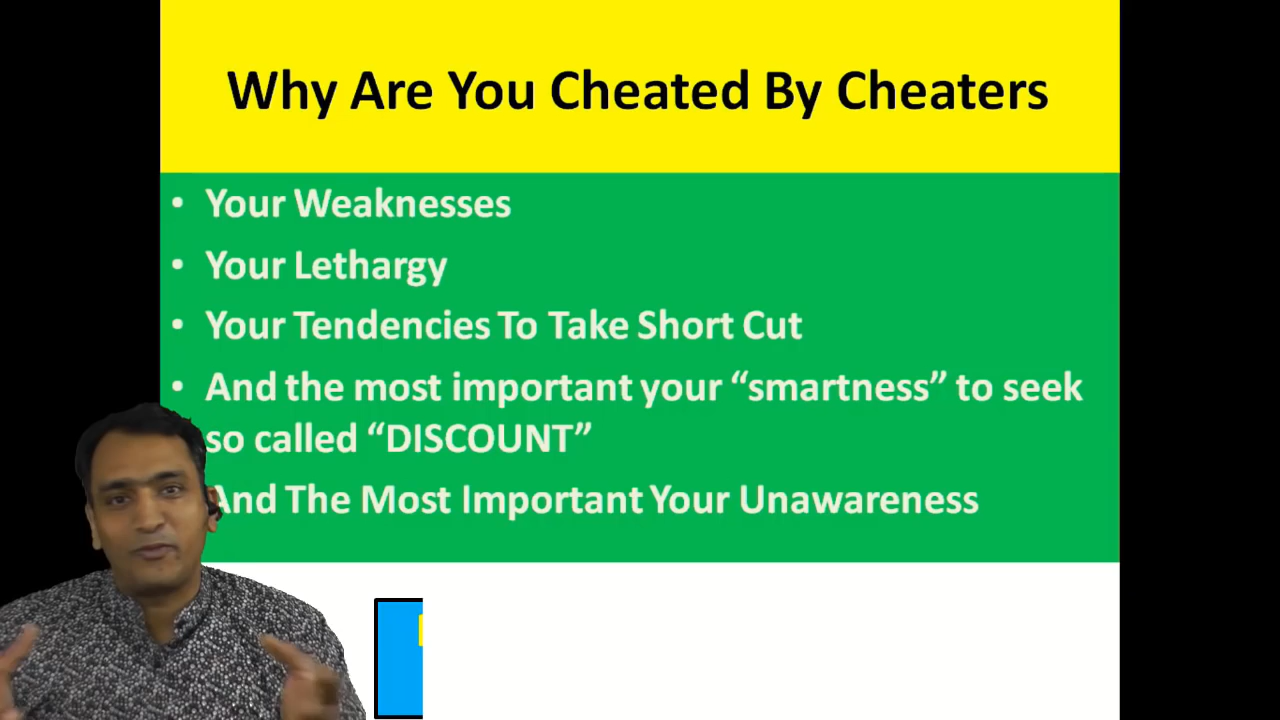 Why Are You Cheated By Cheaters
• Your Weaknesses
• Your Lethargy
• Your Tendencies To Take Short Cut
• And the most important your “smartness” to seek
so called “DISCOUNT”
And The Most Important Your Unawareness